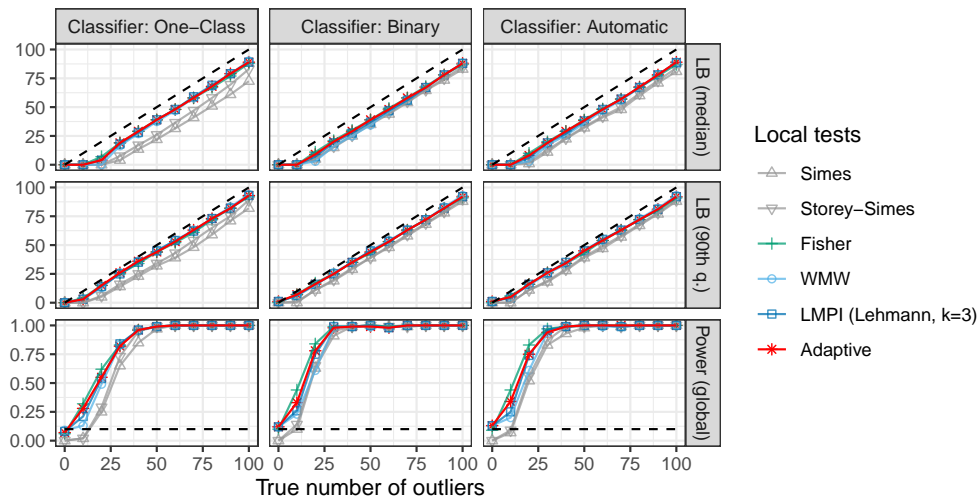 Classifier: One−Class
Classifier: Binary
Classifier: Automatic
100
75
50
25
0
LB (median)
100
75
50
25
0
LB (90th q.)
1.00
0.75
0.50
0.25
0.00
Power (global)
0 25 50 75 100
0 25 50 75 100
0 25 50 75 100
True number of outliers
Local tests
Simes
Storey−Simes
Fisher
WMW
LMPI (Lehmann, k=3)
Adaptive